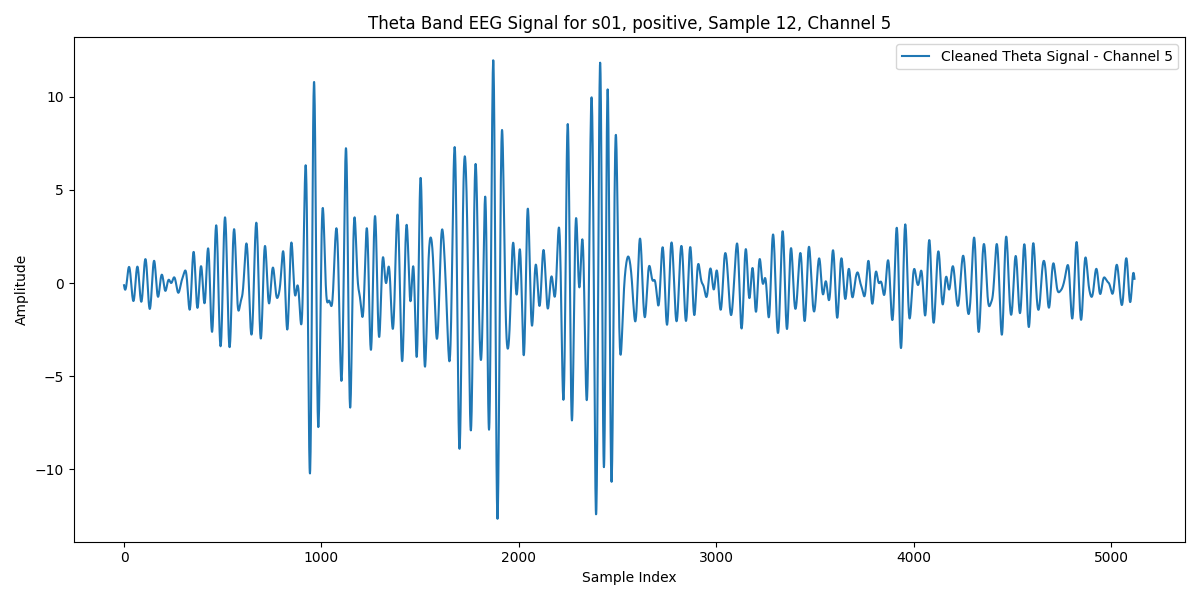 Theta Band EEG Signal for s01, positive, Sample 12, Channel 5
Cleaned Theta Signal - Channel 5
10
5
0
−5
−10
Amplitude
0 1000 2000 3000 4000 5000
Sample Index